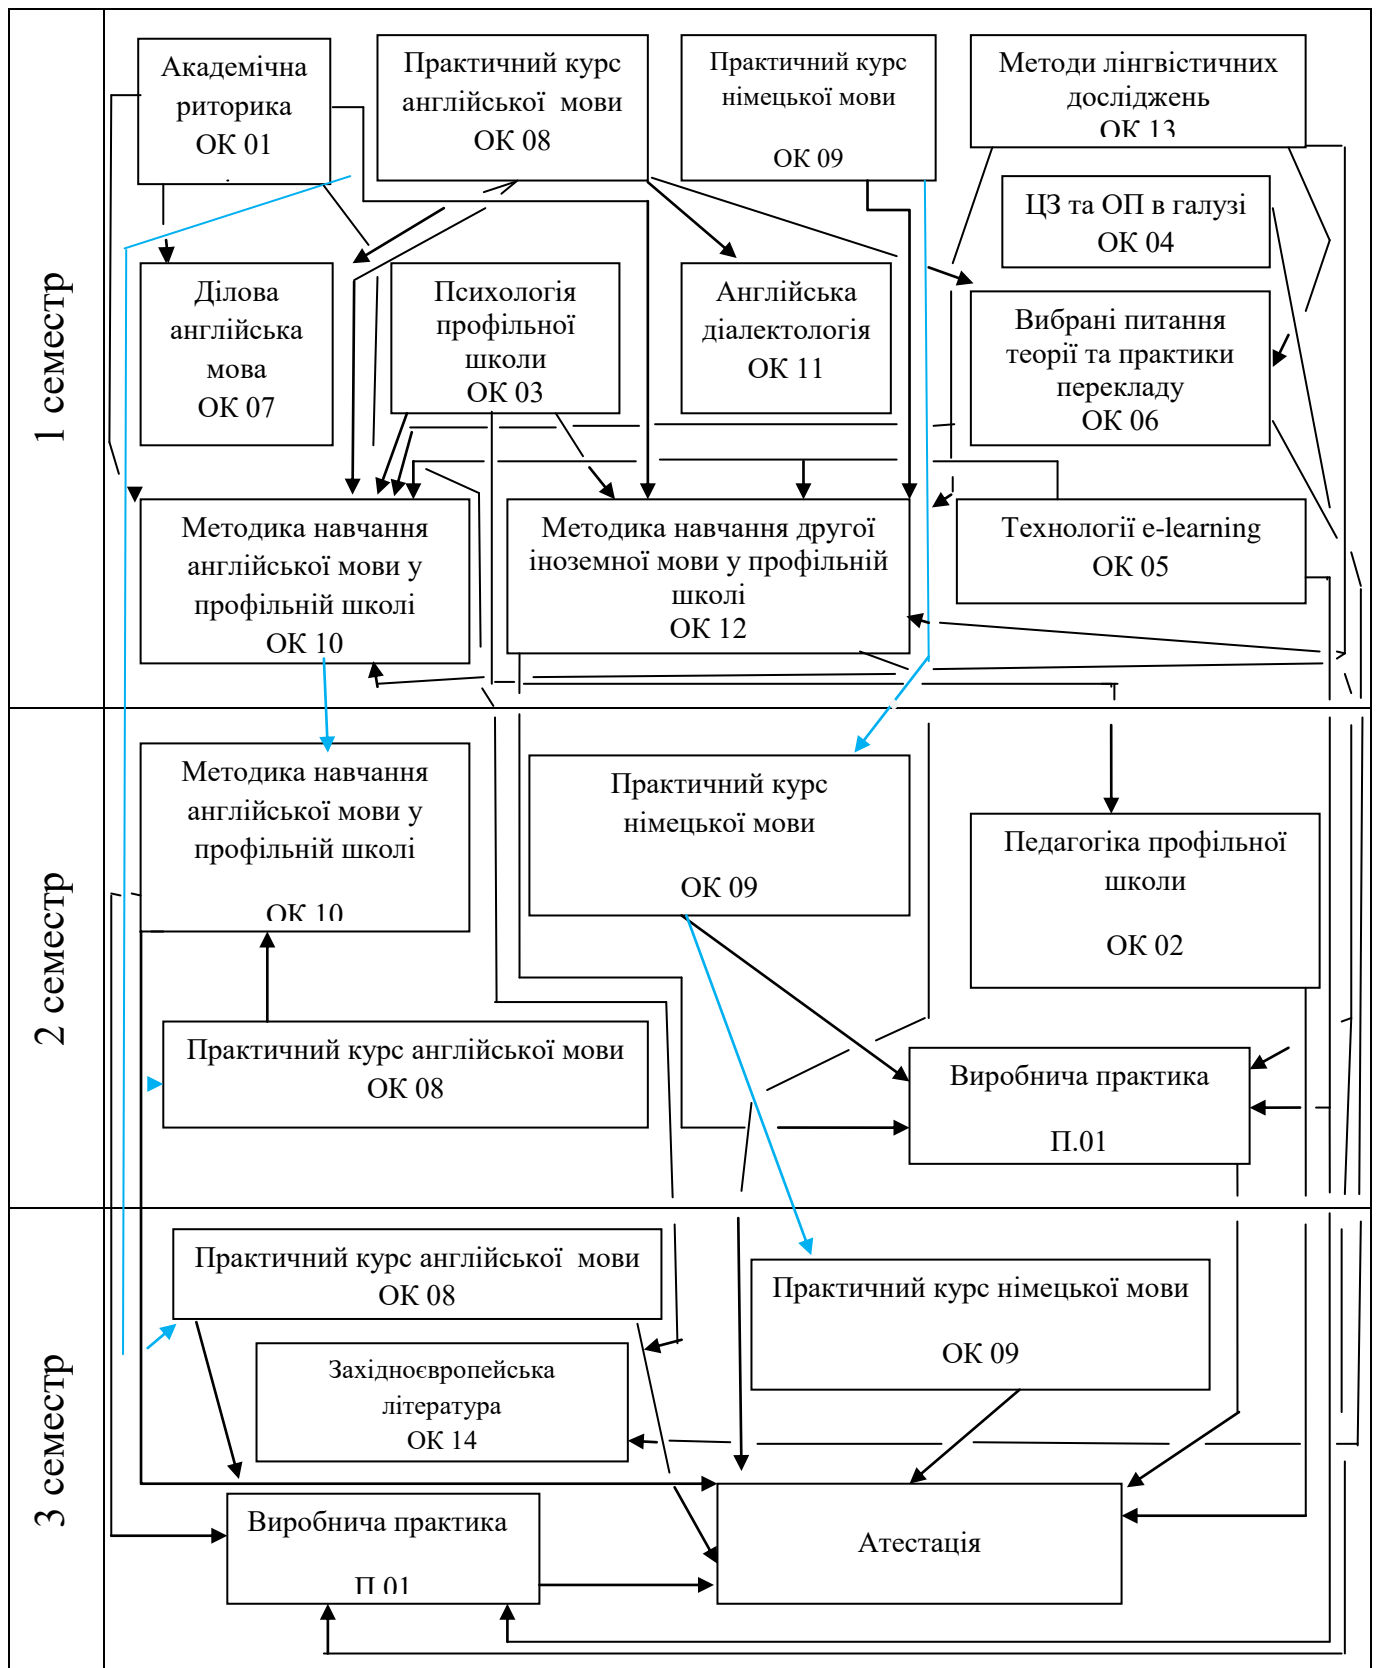 1 семестр
Академічна
риторика
ОК 01
Практичний курс
англійської мови
ОК 08
Практичний курс
німецької мови
ОК 09
Методи лінгвістичних
досліджень
ОК 13
ЦЗ та ОП в галузі
ОК 04
Ділова
англійська
мова
ОК 07
Психологія
профільної
школи
ОК 03
Англійська
діалектологія
ОК 11
Вибрані питання
теорії та практики
перекладу
ОК 06
Методика навчання
англійської мови у
профільній школі
ОК 10
Методика навчання другої
іноземної мови у профільній
школі
ОК 12
Технології e-learning
ОК 05
2 семестр
Методика навчання
англійської мови у
профільній школі
ОК 10
Практичний курс
німецької мови
ОК 09
Педагогіка профільної
школи
ОК 02
Практичний курс англійської мови
ОК 08
Виробнича практика
П.01
3 семестр
Практичний курс англійської мови
ОК 08
Практичний курс німецької мови
ОК 09
Західноєвропейська
література
ОК 14
Виробнича практика
П.01
Атестація